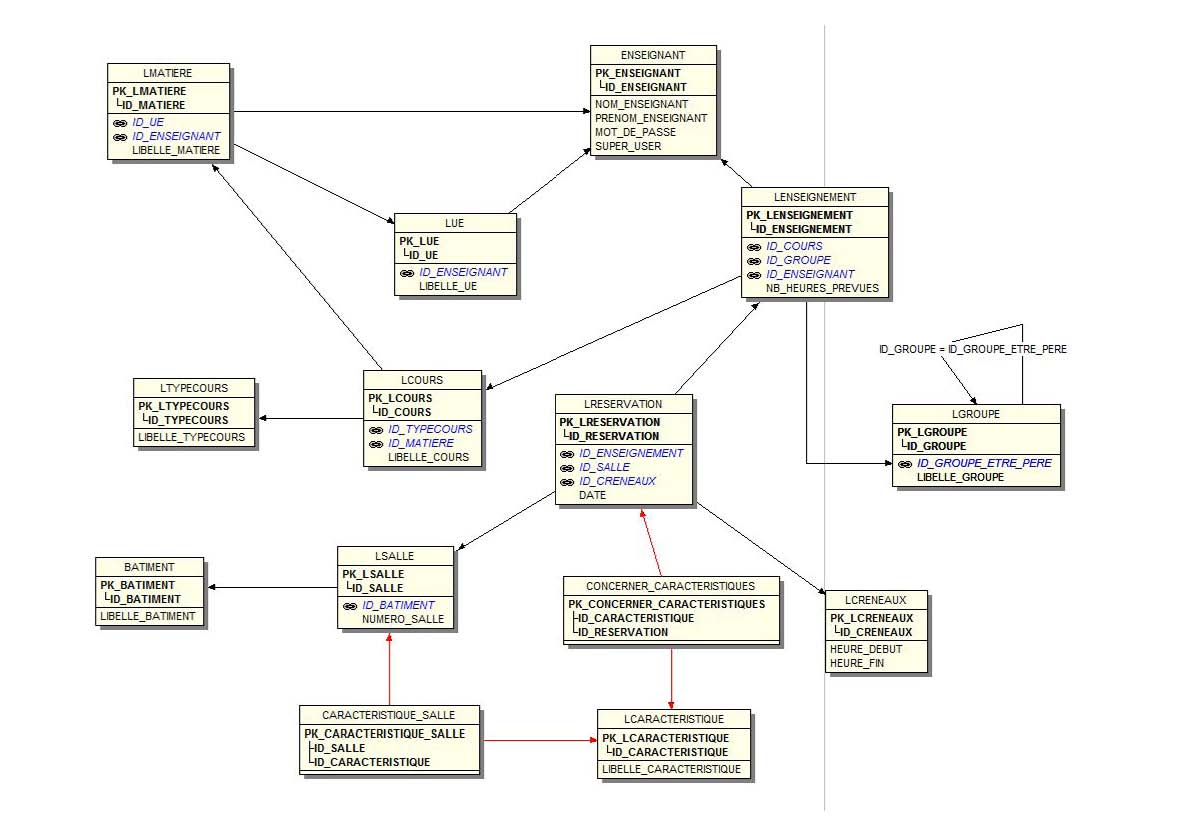 ENSEIGNANT
PK_ENSEIGNANT
ID_ENSEIGNANT
NOM_ENSEIGNANT
PRENOM_ENSEIGNANT
MOT_DE_PASSE
SUPER_USER
LMATIERE
PK_LMATIERE
ID_MATIERE
ID_UE
ID_ENSEIGNANT
LIBELLE_MATIERE
LENSEIGNEMENT
PK_LENSEIGNEMENT
ID_ENSEIGNEMENT
ID_COURS
ID_GROUPE
ID_ENSEIGNANT
NB_HEURES_PREVUES
LUE
PK_LUE
ID_UE
ID_ENSEIGNANT
LIBELLE_UE
ID_GROUPE = ID_GROUPE_ETRE_PERE
LTYPECOURS
PK_LTYPECOURS
ID_TYPECOURS
LIBELLE_TYPECOURS
LCOURS
PK_LCOURS
ID_COURS
ID_TYPECOURS
ID_MATIERE
LIBELLE_COURS
LRESERVATION
PK_LRESERVATION
ID_RESERVATION
ID_ENSEIGNEMENT
ID_SALLE
ID_CRENEAUX
DATE
LGROUPE
PK_LGROUPE
ID_GROUPE
ID_GROUPE_ETRE_PERE
LIBELLE_GROUPE
BATIMENT
PK_BATIMENT
ID_BATIMENT
LIBELLE_BATIMENT
LSALLE
PK_LSALLE
ID_SALLE
ID_BATIMENT
NUMERO_SALLE
CONCERNER_CARACTERISTIQUES
PK_CONCERNER_CARACTERISTIQUES
ID_CARACTERISTIQUE
ID_RESERVATION
LCRENEAUX
PK_LCRENEAUX
ID_CRENEAUX
HEURE_DEBUT
HEURE_FIN
CARACTERISTIQUE_SALLE
PK_CARACTERISTIQUE_SALLE
ID_SALLE
ID_CARACTERISTIQUE
LCARACTERISTIQUE
PK_LCARACTERISTIQUE
ID_CARACTERISTIQUE
LIBELLE_CARACTERISTIQUE